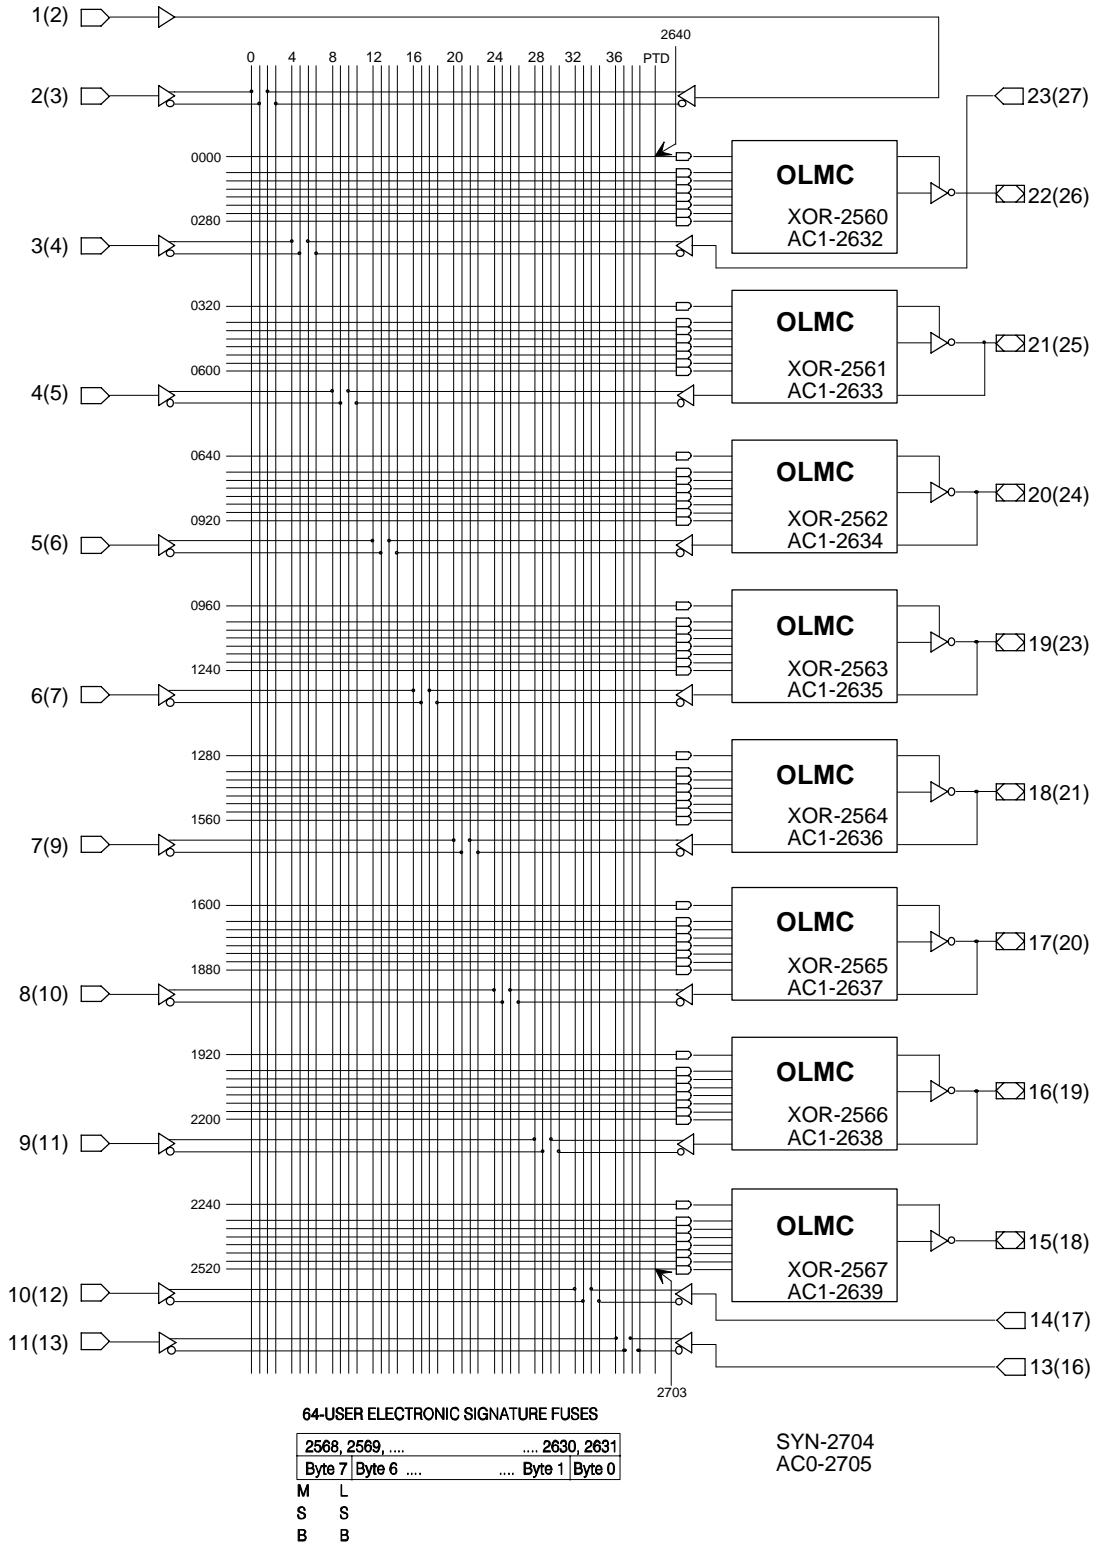 1(2)
2640
0 4 8 12 16 20 24 28 32 36 PTD
2(3)
23(27)
0000
OLMC
XOR-2560
AC1-2632
22(26)
0280
3(4)
0320
OLMC
XOR-2561
AC1-2633
21(25)
0600
4(5)
0640
OLMC
XOR-2562
AC1-2634
20(24)
0920
5(6)
0960
OLMC
XOR-2563
AC1-2635
19(23)
1240
6(7)
1280
OLMC
XOR-2564
AC1-2636
18(21)
1560
7(9)
1600
OLMC
XOR-2565
AC1-2637
17(20)
1880
8(10)
1920
OLMC
XOR-2566
AC1-2638
16(19)
2200
9(11)
2240
OLMC
XOR-2567
AC1-2639
15(18)
2520
10(12)
14(17)
11(13)
13(16)
2703
64-USER ELECTRONIC SIGNATURE FUSES
2568, 2569, .... .... 2630, 2631
Byte 7 Byte 6 .... .... Byte 1 Byte 0
M L
S S
B B
SYN-2704
AC0-2705